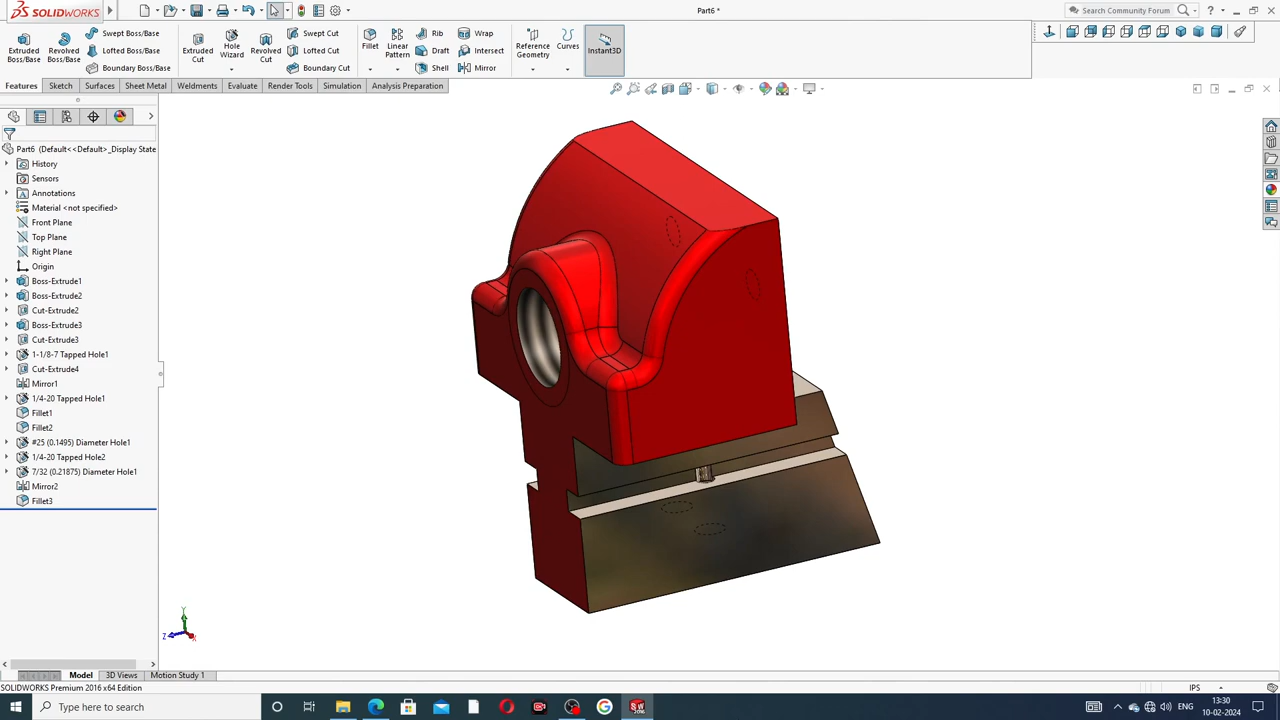 SOLIDWORKS
Part6 *
Search Community Forum
Extruded Boss/Base
Revolved Boss/Base
Swept Boss/Base
Lofted Boss/Base
Boundary Boss/Base
Extruded Cut
Hole Wizard
Revolved Cut
Swept Cut
Lofted Cut
Boundary Cut
Fillet
Linear Pattern
Rib
Draft
Shell
Wrap
Intersect
Mirror
Reference Geometry
Curves
Instant3D
Features Sketch Surfaces Sheet Metal Weldments Evaluate Render Tools Simulation Analysis Preparation
Part6 (Default<<Default>_Display State
History
Sensors
Annotations
Material <not specified>
Front Plane
Top Plane
Right Plane
Origin
Boss-Extrude1
Boss-Extrude2
Cut-Extrude2
Boss-Extrude3
Cut-Extrude3
1-1/8-7 Tapped Hole1
Cut-Extrude4
Mirror1
1/4-20 Tapped Hole1
Fillet1
Fillet2
#25 (0.1495) Diameter Hole1
1/4-20 Tapped Hole2
7/32 (0.21875) Diameter Hole1
Mirror2
Fillet3
Y
Z
X
Model 3D Views Motion Study 1
SOLIDWORKS Premium 2016 x64 Edition
IPS
Type here to search
ENG
13:30
10-02-2024